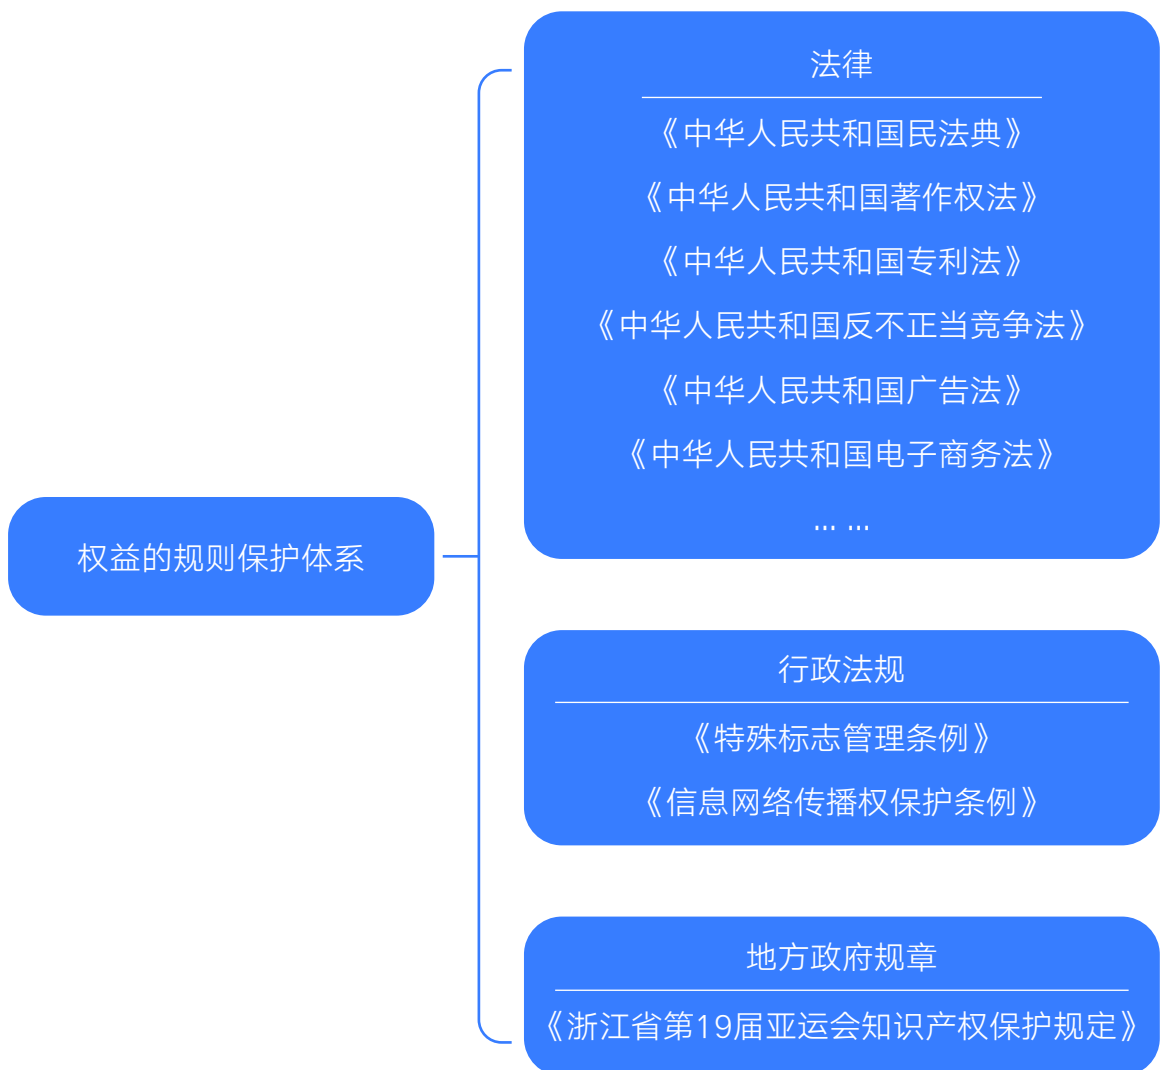 法律
《中华人民共和国民法典》
《中华人民共和国著作权法》
《中华人民共和国专利法》
《中华人民共和国反不正当竞争法》
《中华人民共和国广告法》
《中华人民共和国电子商务法》
... ...
权益的规则保护体系
行政法规
《特殊标志管理条例》
《信息网络传播权保护条例》
地方政府规章
《浙江省第19届亚运会知识产权保护规定》